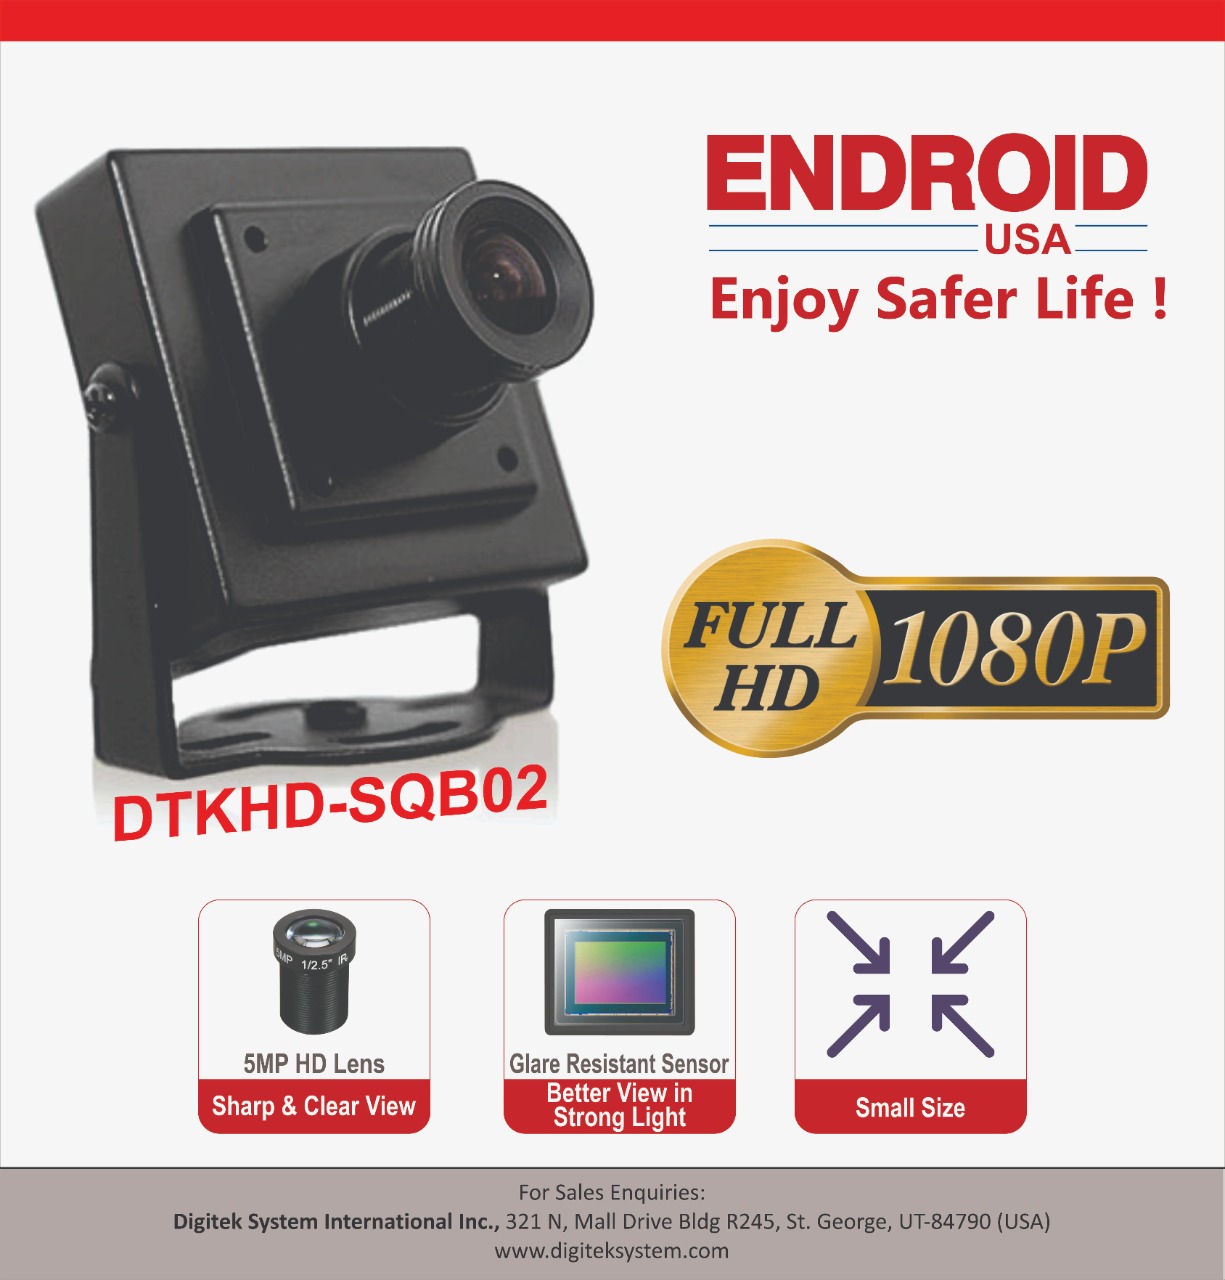 ENDROID
USA
Enjoy Safer Life !
FULL
HD
1080P
DTKHD-SQB02
5MP 1/2.5" IR
5MP HD Lens
Sharp & Clear View
Glare Resistant Sensor
Better View in
Strong Light
Small Size
For Sales Enquiries:
Digitek System International Inc., 321 N, Mall Drive Bldg R245, St. George, UT-84790 (USA)
www.digiteksystem.com